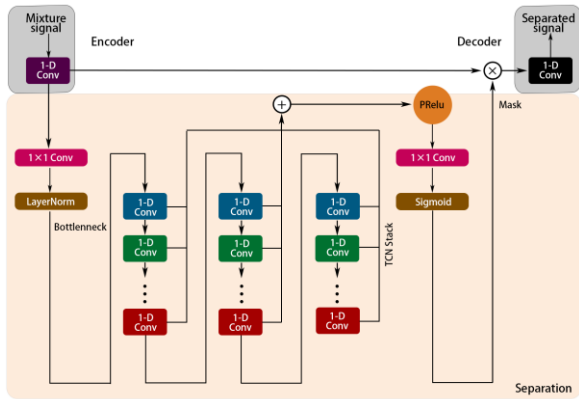 Mixture
signal
Encoder
Decoder
Separated
signal
1-D
Conv
×
1-D
Conv
Mask
+
PRelu
1×1 Conv
1×1 Conv
LayerNorm
Sigmoid
Bottlenneck
1-D
Conv
1-D
Conv
1-D
Conv
1-D
Conv
1-D
Conv
1-D
Conv
TCN Stack
1-D
Conv
1-D
Conv
1-D
Conv
Separation